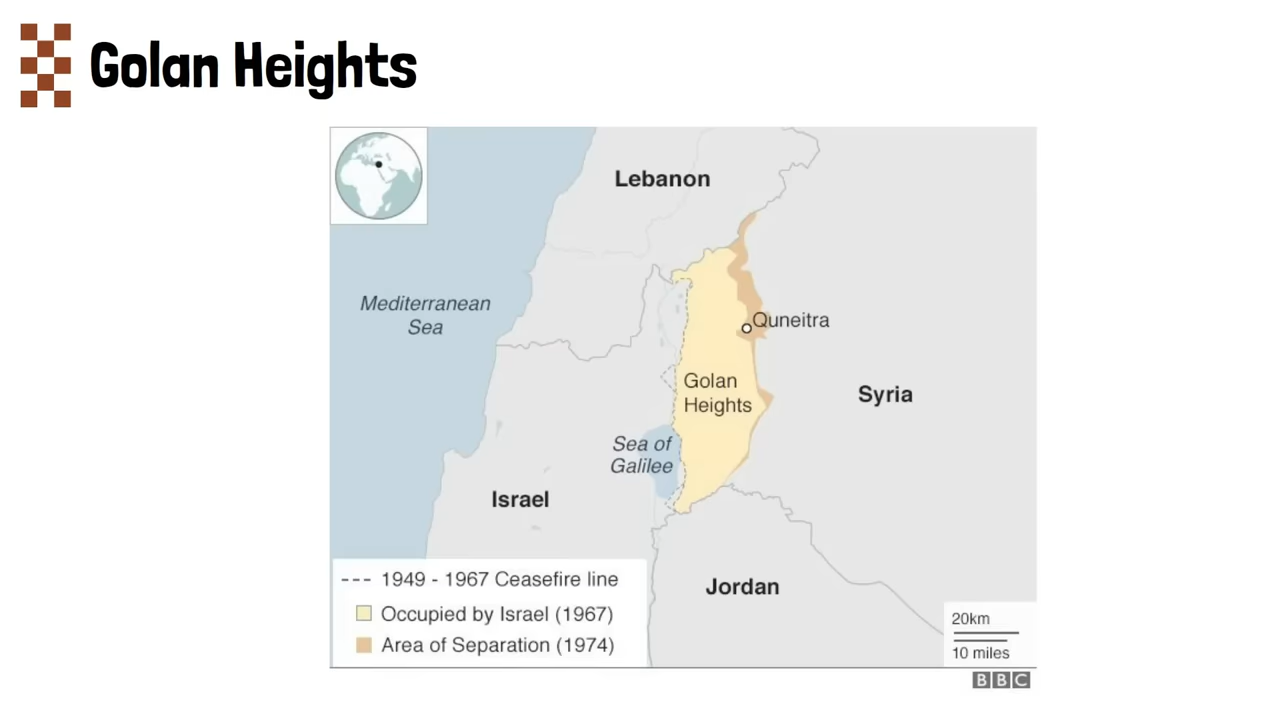 Golan Heights
Lebanon
Mediterranean
Sea
Quneitra
Golan
Heights
Syria
Sea of
Galilee
Israel
Jordan
1949 - 1967 Ceasefire line
Occupied by Israel (1967)
Area of Separation (1974)
20km
10 miles
BBC